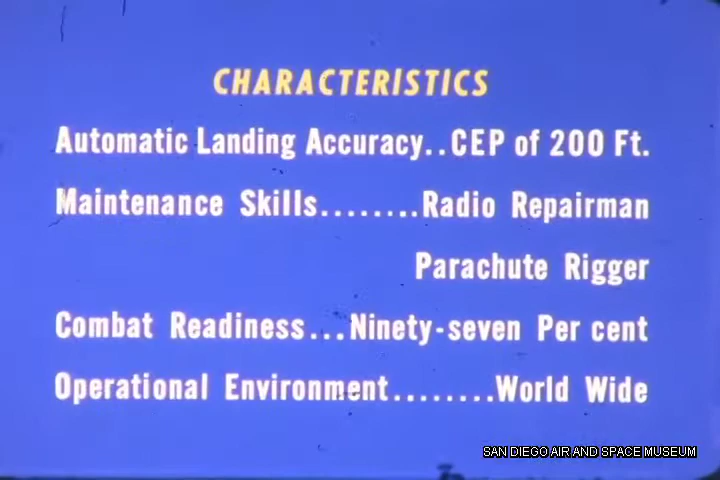 CHARACTERISTICS
Automatic Landing Accuracy..CEP of 200 Ft.
Maintenance Skills........Radio Repairman
Parachute Rigger
Combat Readiness...Ninety-seven Per cent
Operational Environment........World Wide
SAN DIEGO AIR AND SPACE MUSEUM